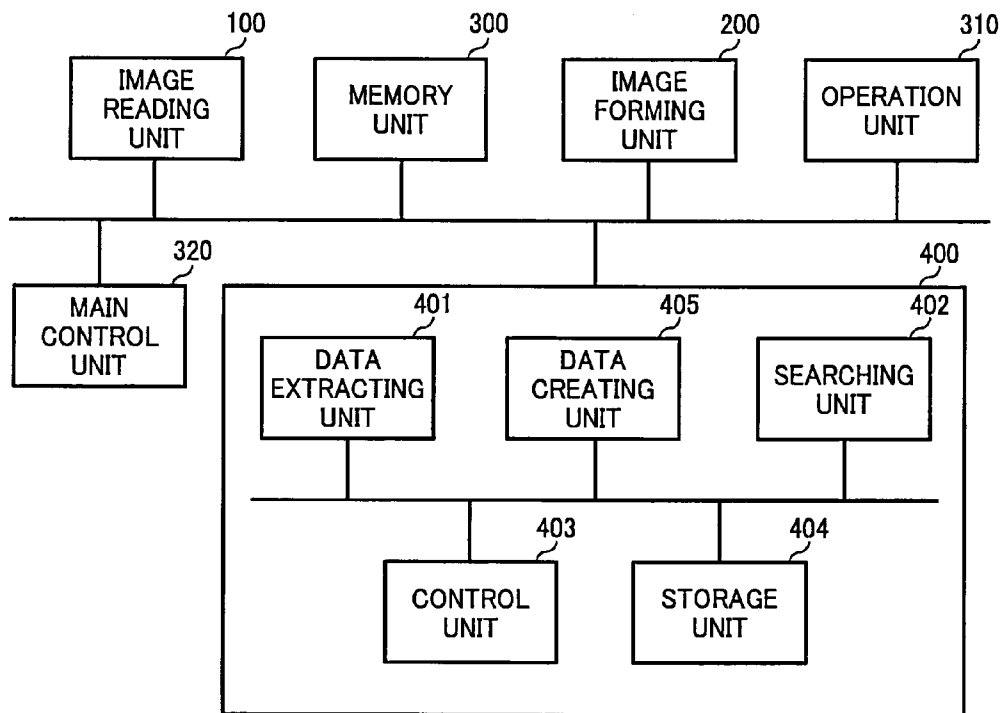 100
IMAGE
READING
UNIT
300
MEMORY
UNIT
200
IMAGE
FORMING
UNIT
310
OPERATION
UNIT
320
MAIN
CONTROL
UNIT
400
401
DATA
EXTRACTING
UNIT
405
DATA
CREATING
UNIT
402
SEARCHING
UNIT
403
CONTROL
UNIT
404
STORAGE
UNIT